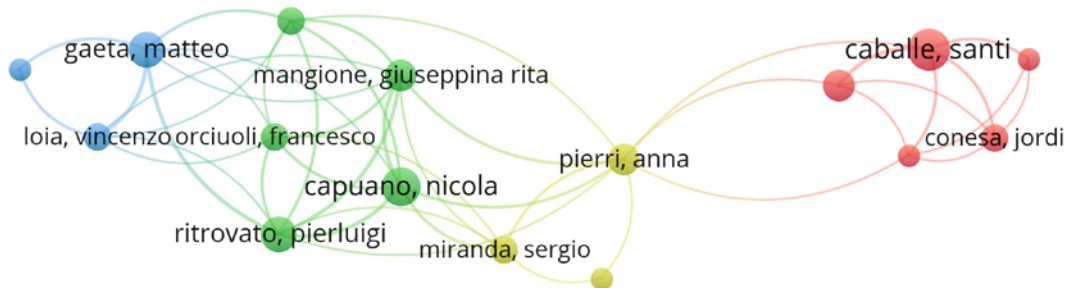 gaeta, matteo
caballe, santi
mangione, giuseppina rita
loia, vincenzo
orciuoli, francesco
conesa, jordi
pierri, anna
capuano, nicola
ritrovato, pierluigi
miranda, sergio